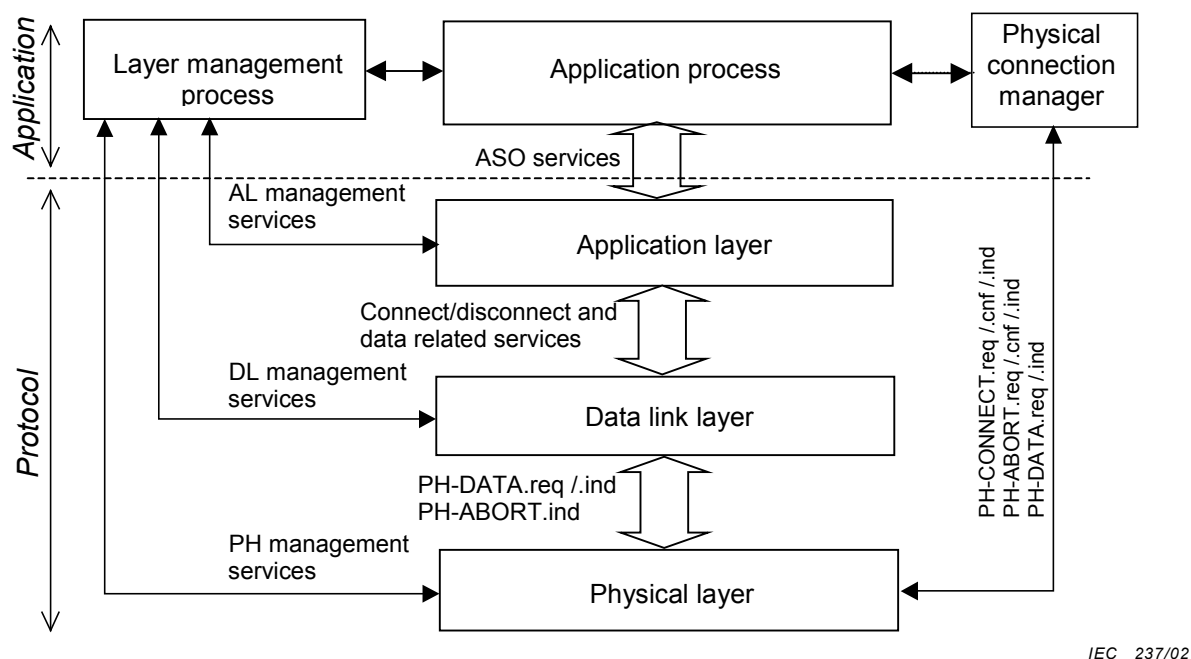 Application
Layer management
process
Application process
Physical
connection
manager
ASO services
Protocol
AL management
services
Application layer
Connect/disconnect and
data related services
DL management
services
Data link layer
PH-DATA.req /.ind
PH-ABORT.ind
PH management
services
Physical layer
PH-CONNECT.req /.cnf /.ind
PH-ABORT.req /.cnf /.ind
PH-DATA.req /.ind
IEC 237/02